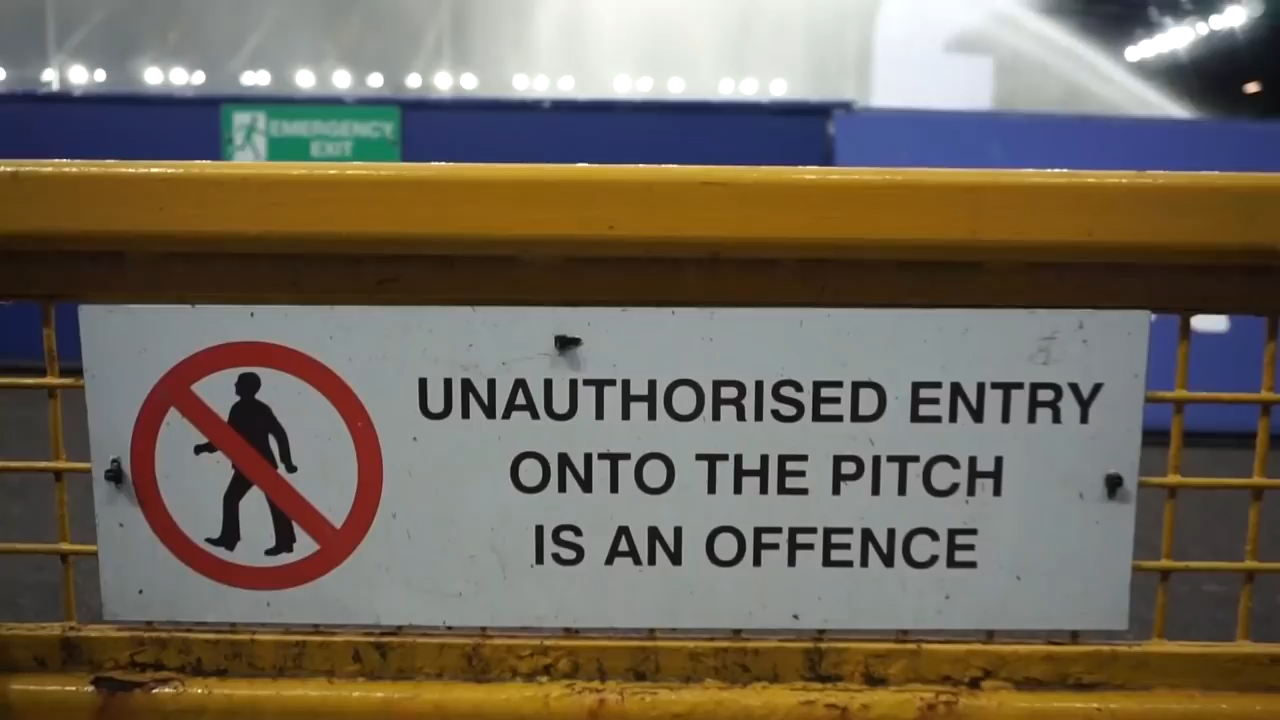 EMERGENCY
EXIT
UNAUTHORISED ENTRY
ONTO THE PITCH
IS AN OFFENCE